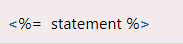 <%=  statement %>